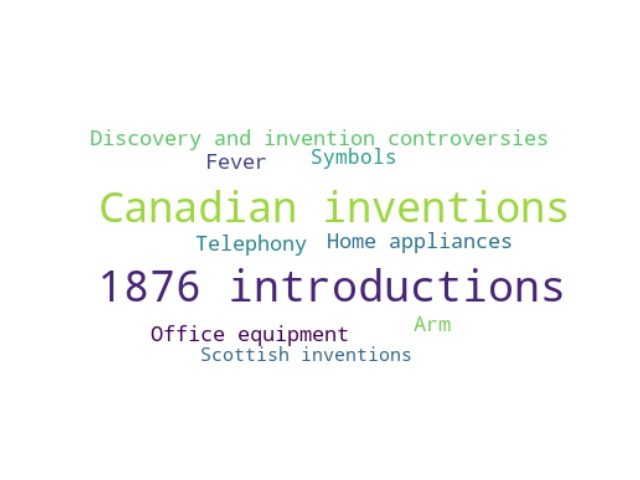 Discovery and invention controversies
Fever Symbols
Canadian inventions
Telephony Home appliances
1876 introductions
Office equipment Arm
Scottish inventions